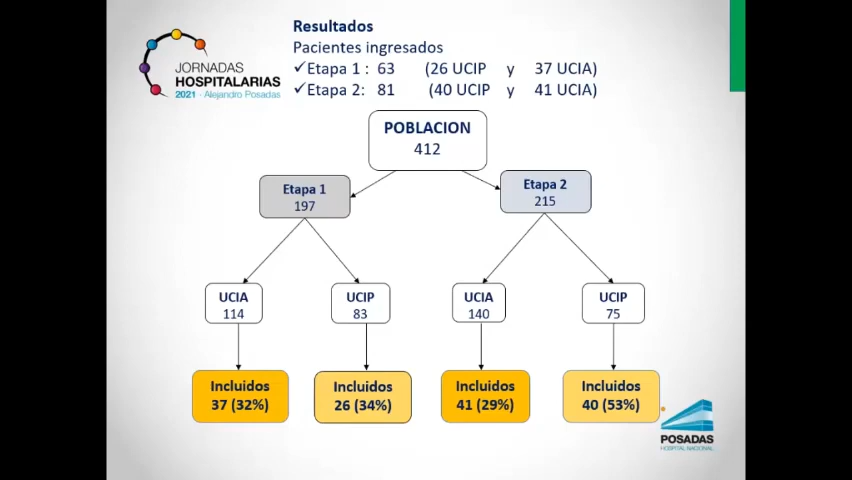 JORNADAS
HOSPITALARIAS
2021 - Alejandro Posadas
Resultados
Pacientes ingresados
✓Etapa 1 : 63 (26 UCIP y 37 UCIA)
✓Etapa 2: 81 (40 UCIP y 41 UCIA)
POBLACION
412
Etapa 1
197
Etapa 2
215
UCIA
114
UCIP
83
UCIA
140
UCIP
75
Incluidos
37 (32%)
Incluidos
26 (34%)
Incluidos
41 (29%)
Incluidos
40 (53%)
POSADAS
HOSPITAL NACIONAL